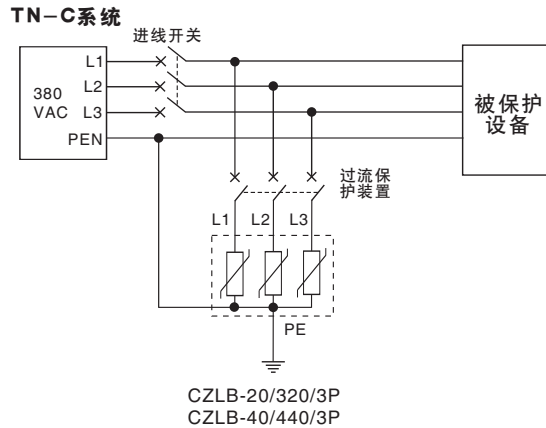 TN-C系统
进线开关
380
VAC
L1
L2
L3
PEN
被保护
设备
过流保
护装置
L1
L2
L3
PE
CZLB-20/320/3P
CZLB-40/440/3P